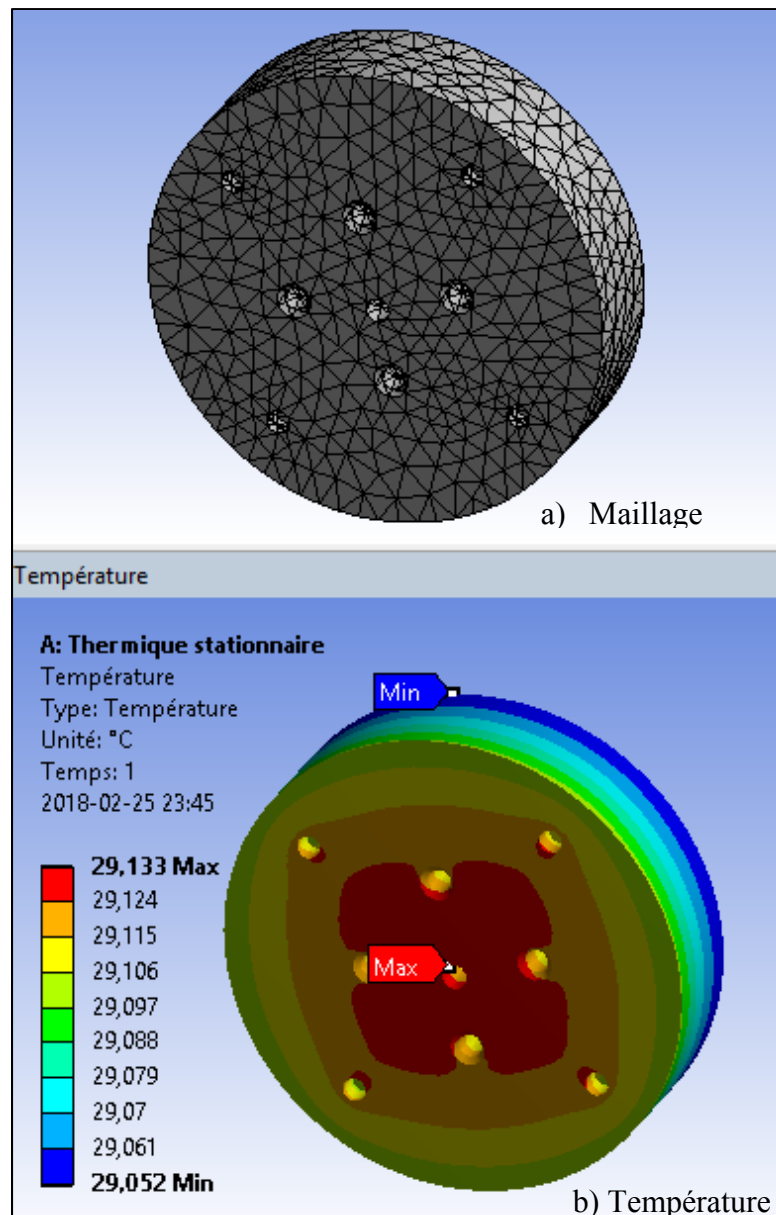 a) Maillage
Température
A: Thermique stationnaire
Température
Type: Température
Unité: °C
Temps: 1
2018-02-25 23:45
Min
29,133 Max
29,124
29,115
29,106
29,097
29,088
29,079
29,07
29,061
29,052 Min
Max
b) Température